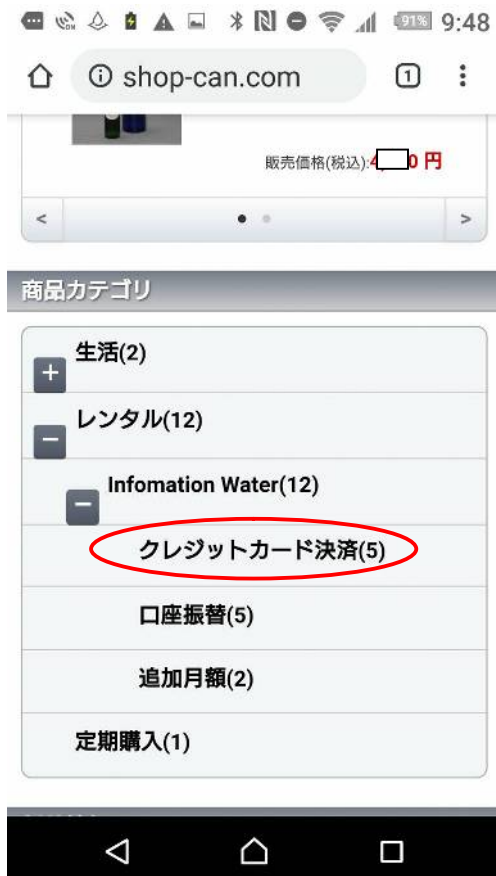 91% 9:48
shop-can.com 1
販売価格(税込):4, 0 円
< >
商品カテゴリ
+ 生活(2)
− レンタル(12)
− Infomation Water(12)
クレジットカード決済(5)
口座振替(5)
追加月額(2)
定期購入(1)